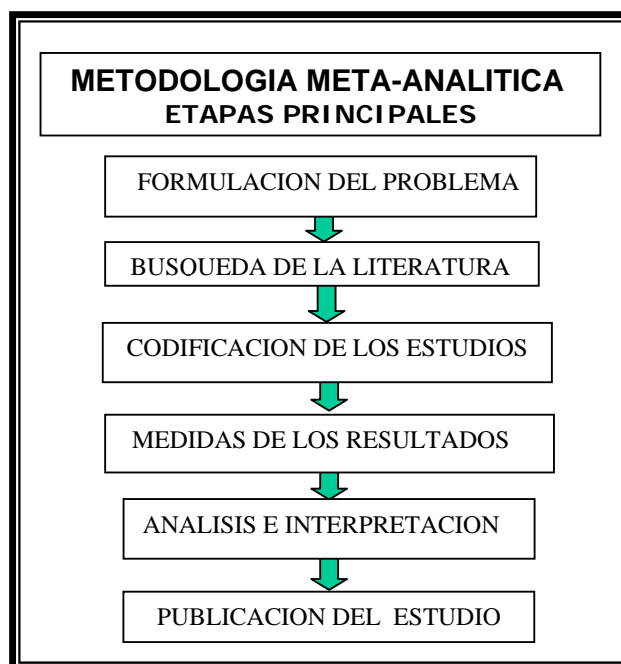 METODOLOGIA META-ANALITICA
ETAPAS PRINCIPALES
FORMULACION DEL PROBLEMA
BUSQUEDA DE LA LITERATURA
CODIFICACION DE LOS ESTUDIOS
MEDIDAS DE LOS RESULTADOS
ANALISIS E INTERPRETACION
PUBLICACION DEL ESTUDIO